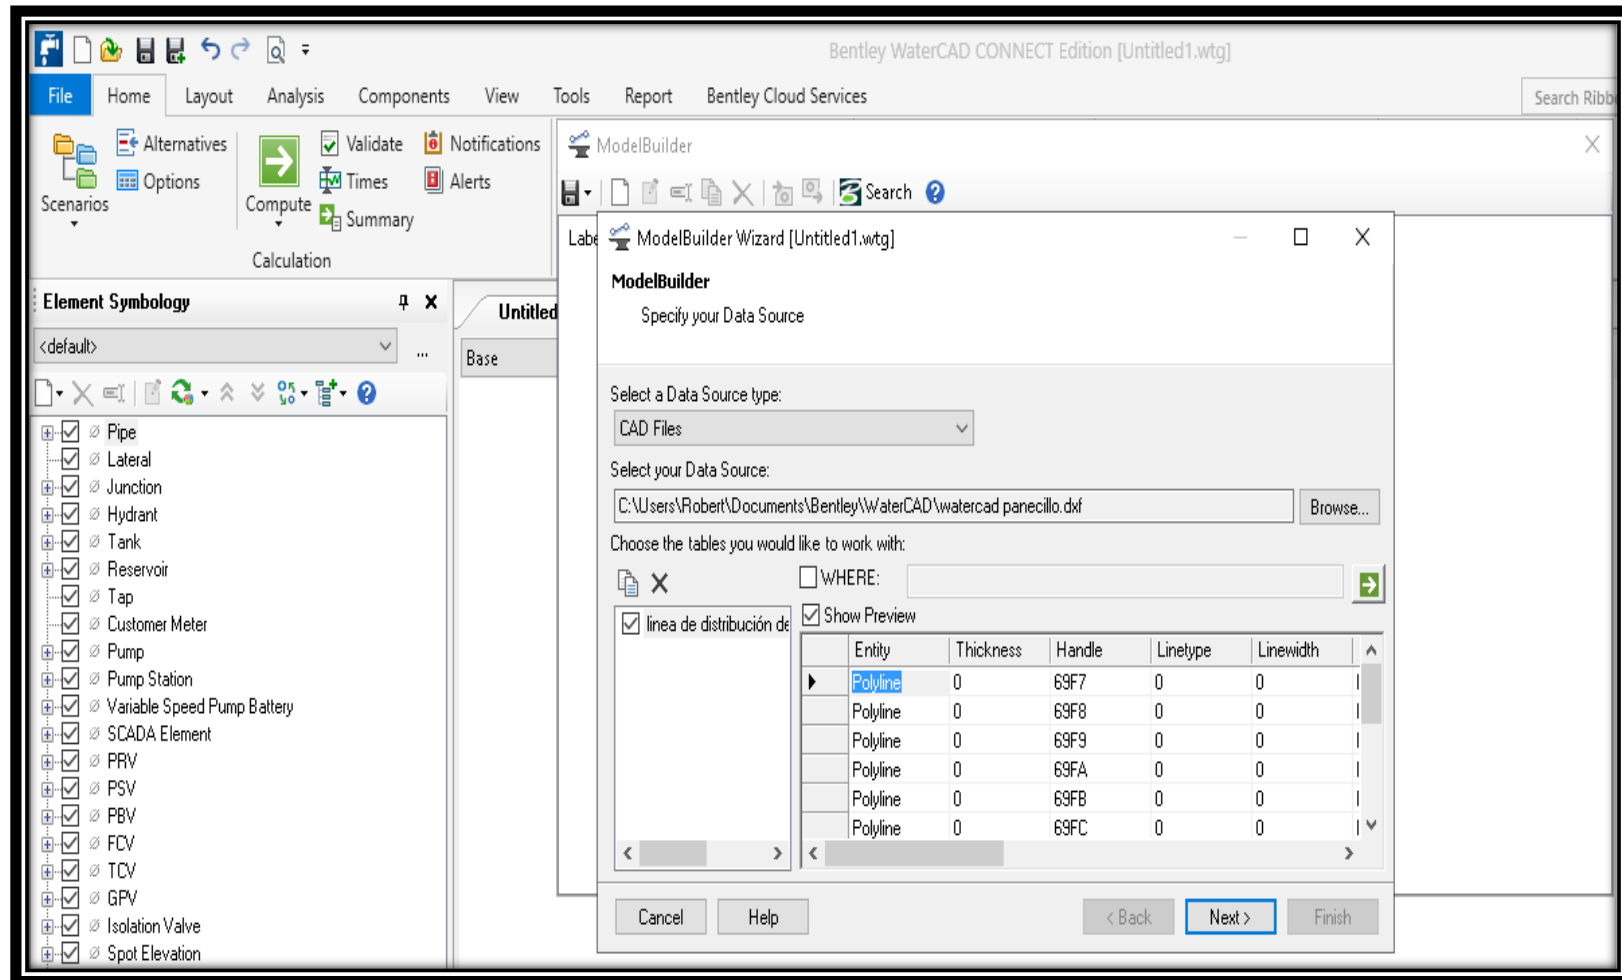 Bentley WaterCAD CONNECT Edition [Untitled1.wtg]
File Home Layout Analysis Components View Tools Report Bentley Cloud Services Search Ribb
Scenarios
Alternatives
Options
Compute
Validate
Times
Summary
Notifications
Alerts
Calculation
ModelBuilder
Search
Labe
Element Symbology
<default>
...
Pipe
Lateral
Junction
Hydrant
Tank
Reservoir
Tap
Customer Meter
Pump
Pump Station
Variable Speed Pump Battery
SCADA Element
PRV
PSV
PBV
FCV
TCV
GPV
Isolation Valve
Spot Elevation
Untitled
Base
ModelBuilder Wizard [Untitled1.wtg]
ModelBuilder
Specify your Data Source
Select a Data Source type:
CAD Files
Select your Data Source:
C:\Users\Robert\Documents\Bentley\WaterCAD\watercad panecillo.dxf Browse...
Choose the tables you would like to work with:
WHERE:
linea de distribución de
Show Preview
Entity Thickness Handle Linetype Linewidth
Polyline 0 69F7 0 0
Polyline 0 69F8 0 0
Polyline 0 69F9 0 0
Polyline 0 69FA 0 0
Polyline 0 69FB 0 0
Polyline 0 69FC 0 0
Cancel Help < Back Next > Finish